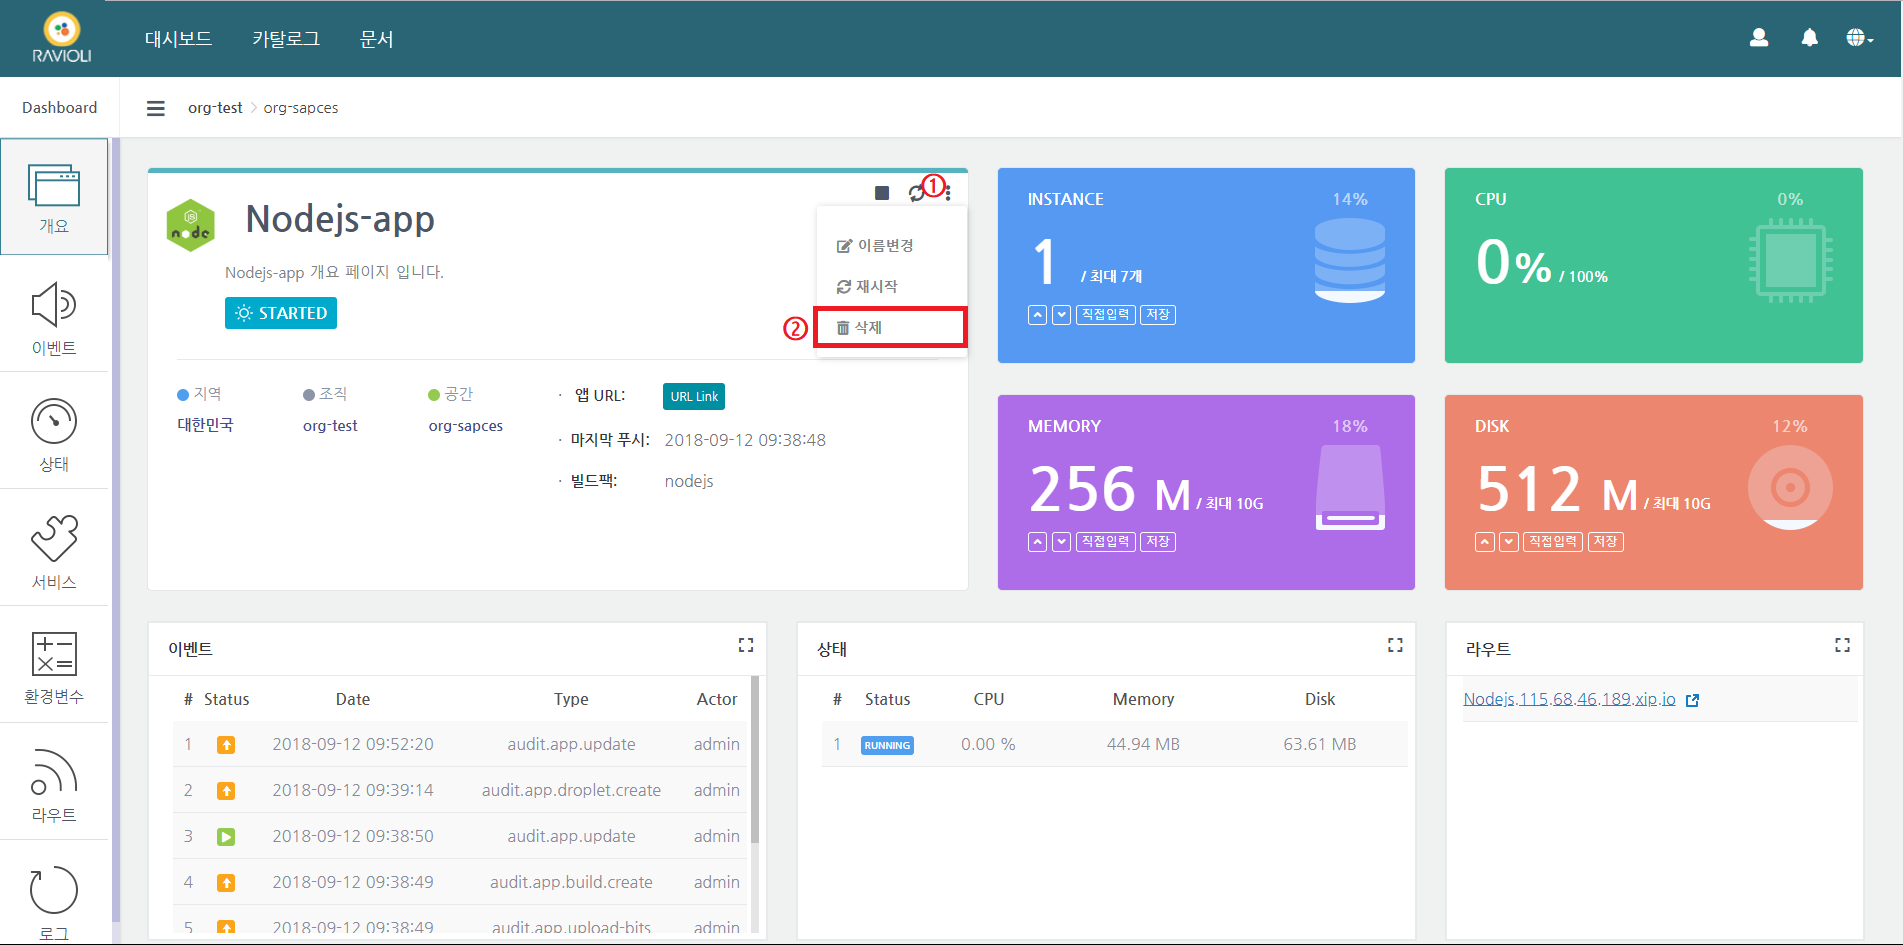 RAVIOLI
대시보드 카탈로그 문서
Dashboard
org-test > org-sapces
개요
이벤트
상태
서비스
환경변수
라우트
로그
JS
node
Nodejs-app
Nodejs-app 개요 페이지 입니다.
STARTED
①
이름변경
재시작
② 삭제
지역 조직 공간
대한민국 org-test org-sapces
· 앱 URL: URL Link
· 마지막 푸시: 2018-09-12 09:38:48
· 빌드팩: nodejs
INSTANCE 14%
1 / 최대 7개
직접입력 저장
CPU 0%
0% / 100%
MEMORY 18%
256 M / 최대 10G
직접입력 저장
DISK 12%
512 M / 최대 10G
직접입력 저장
이벤트
# Status Date Type Actor
1 2018-09-12 09:52:20 audit.app.update admin
2 2018-09-12 09:39:14 audit.app.droplet.create admin
3 2018-09-12 09:38:50 audit.app.update admin
4 2018-09-12 09:38:49 audit.app.build.create admin
5 2018-09-12 09:38:49 audit.app.upload-bits admin
상태
# Status CPU Memory Disk
1 RUNNING 0.00 % 44.94 MB 63.61 MB
라우트
Nodejs.115.68.46.189.xip.io